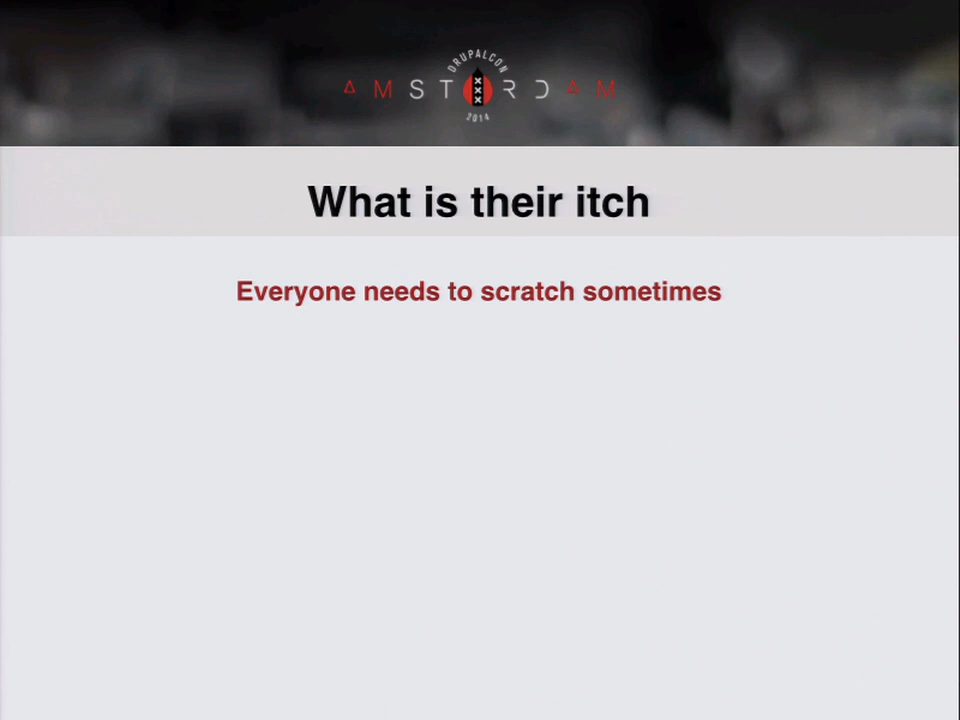 DRUPALCON
AMSTERDAM
2014
What is their itch
Everyone needs to scratch sometimes